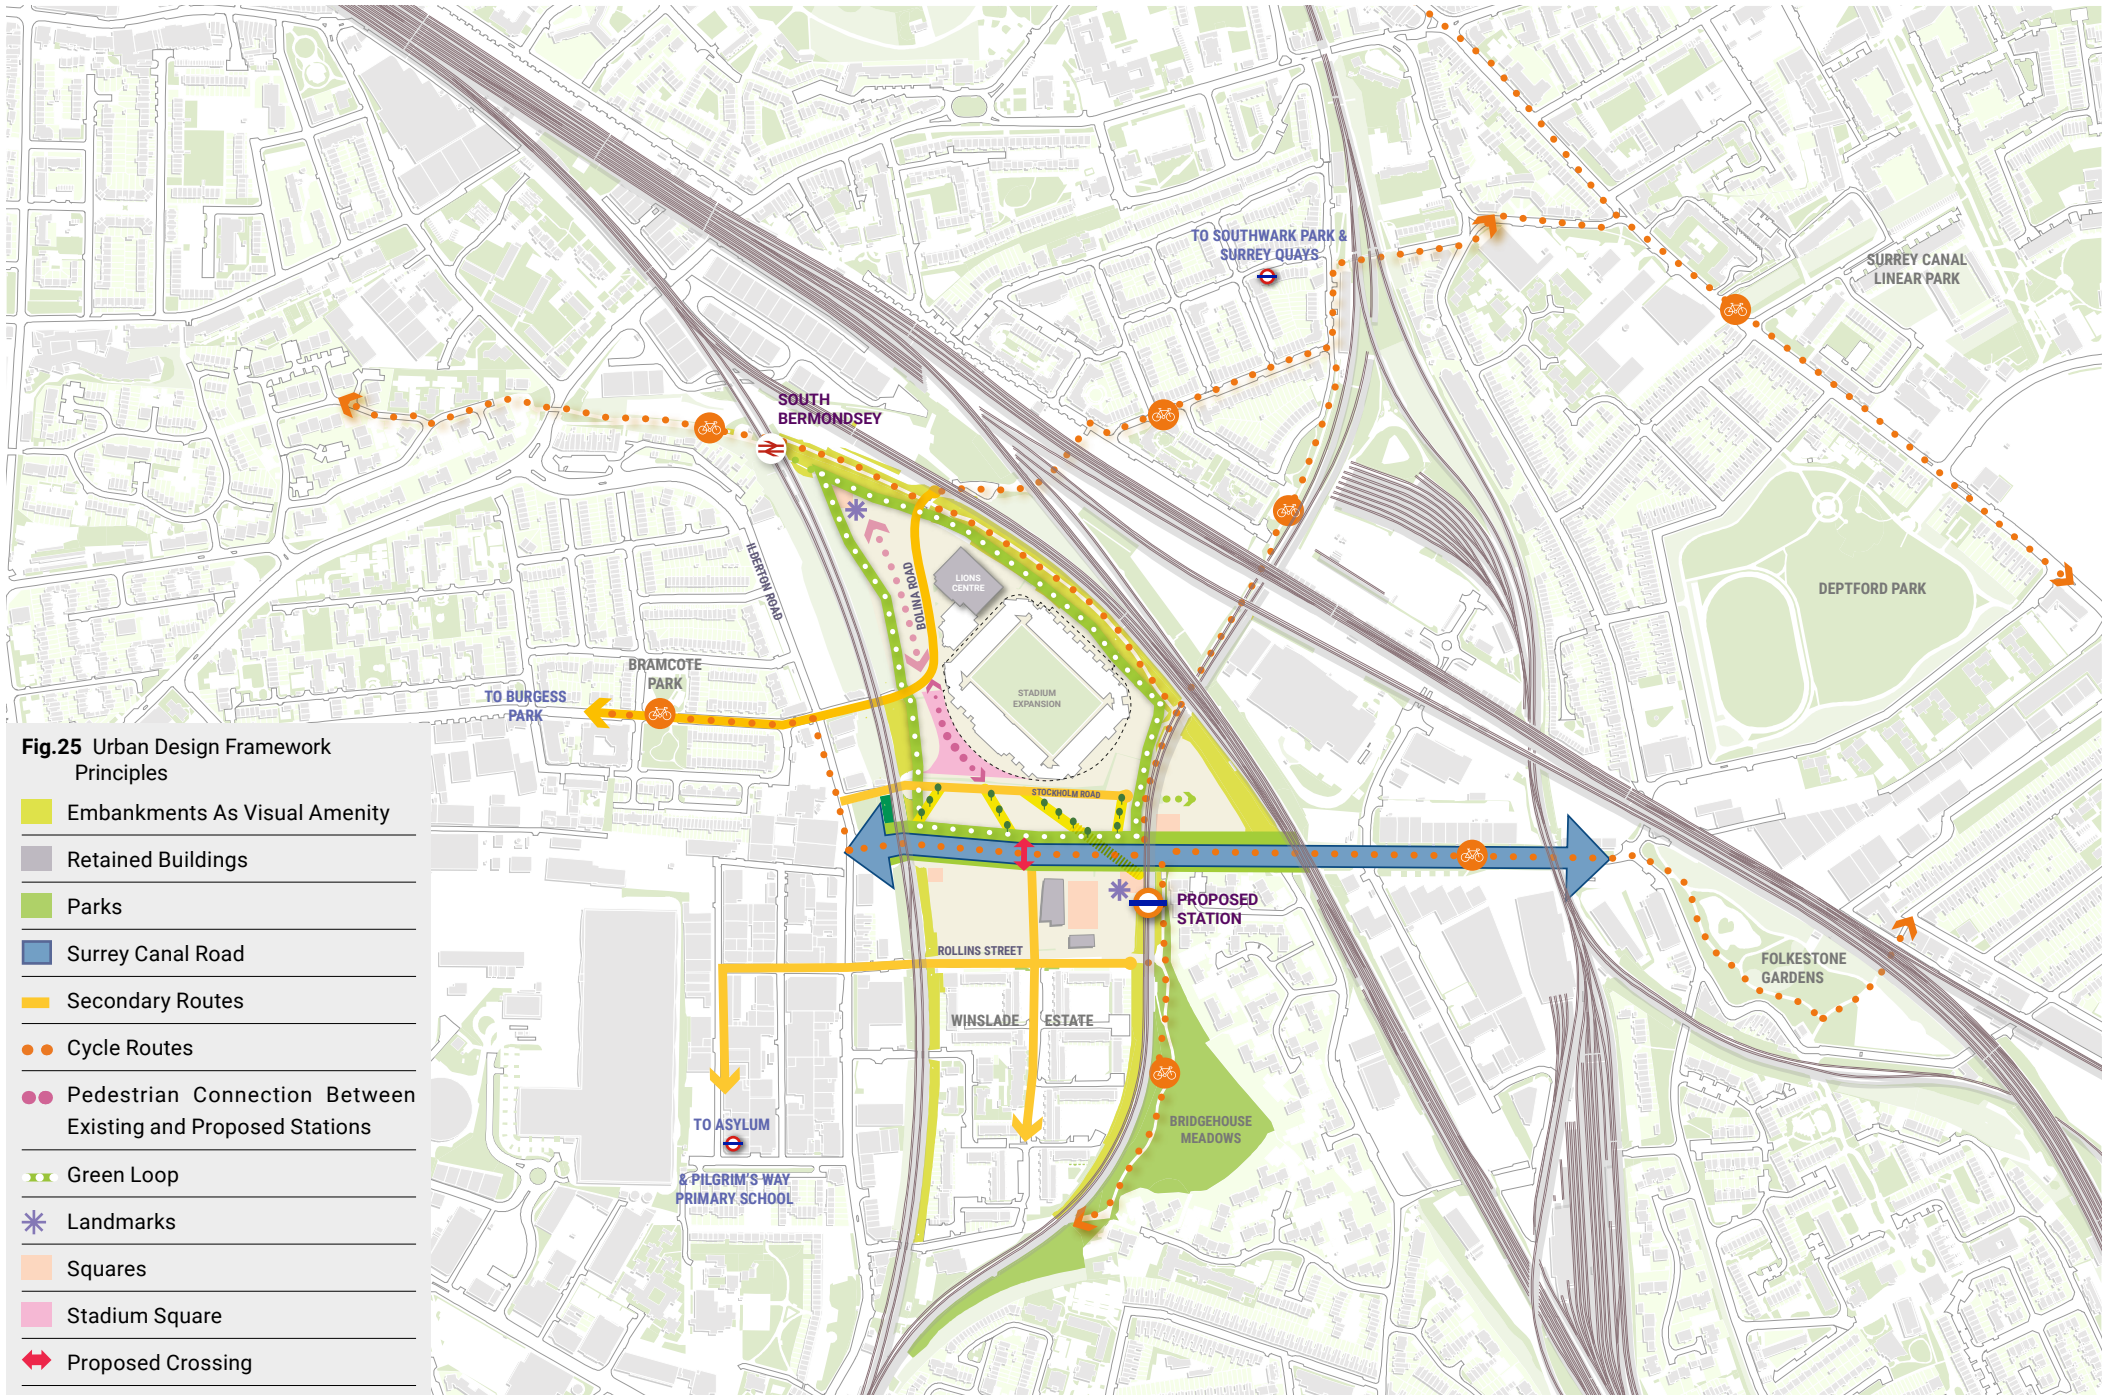 TO SOUTHWARK PARK &
SURREY QUAYS
SURREY CANAL
LINEAR PARK
SOUTH
BERMONDSEY
ILDERTON ROAD
BOLINA ROAD
LIONS
CENTRE
DEPTFORD PARK
BRAMCOTE
PARK
TO BURGESS
PARK
STADIUM
EXPANSION
STOCKHOLM ROAD
PROPOSED
STATION
ROLLINS STREET
FOLKESTONE
GARDENS
WINSLADE ESTATE
TO ASYLUM
& PILGRIM'S WAY
PRIMARY SCHOOL
BRIDGEHOUSE
MEADOWS
Fig.25 Urban Design Framework
Principles
Embankments As Visual Amenity
Retained Buildings
Parks
Surrey Canal Road
Secondary Routes
Cycle Routes
Pedestrian Connection Between
Existing and Proposed Stations
Green Loop
Landmarks
Squares
Stadium Square
Proposed Crossing